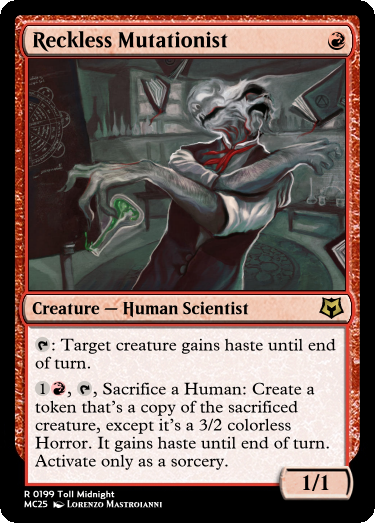 Reckless Mutationist
Creature — Human Scientist
: Target creature gains haste until end
of turn.
1, , Sacrifice a Human: Create a
token that's a copy of the sacrificed
creature, except it's a 3/2 colorless
Horror. It gains haste until end of turn.
Activate only as a sorcery.
1/1
R 0199 Toll Midnight
MC25 Lorenzo Mastroianni